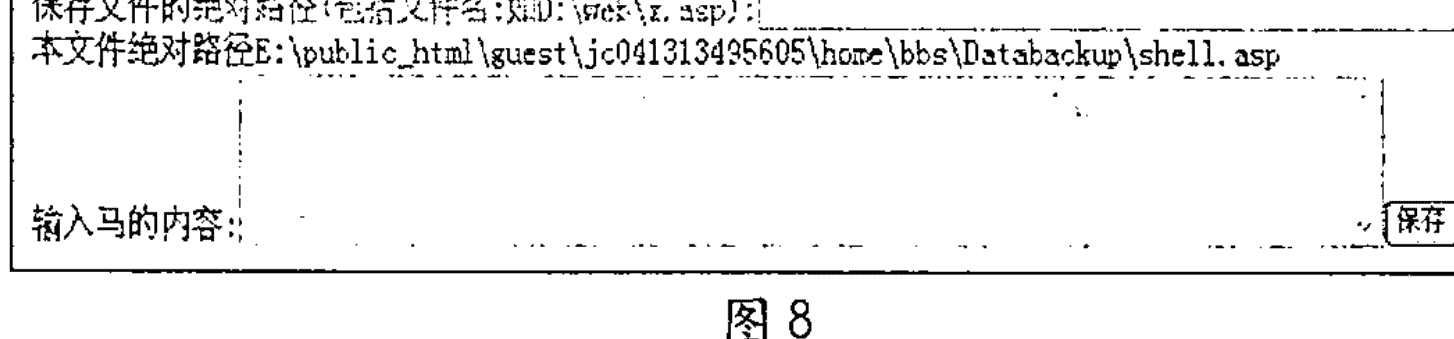 保存文件的绝对路径(包括文件名:如D:\web\x.asp):
本文件绝对路径E:\public_html\guest\jc041313495605\home\bbs\Databackup\shell.asp
输入马的内容:
保存
图 8